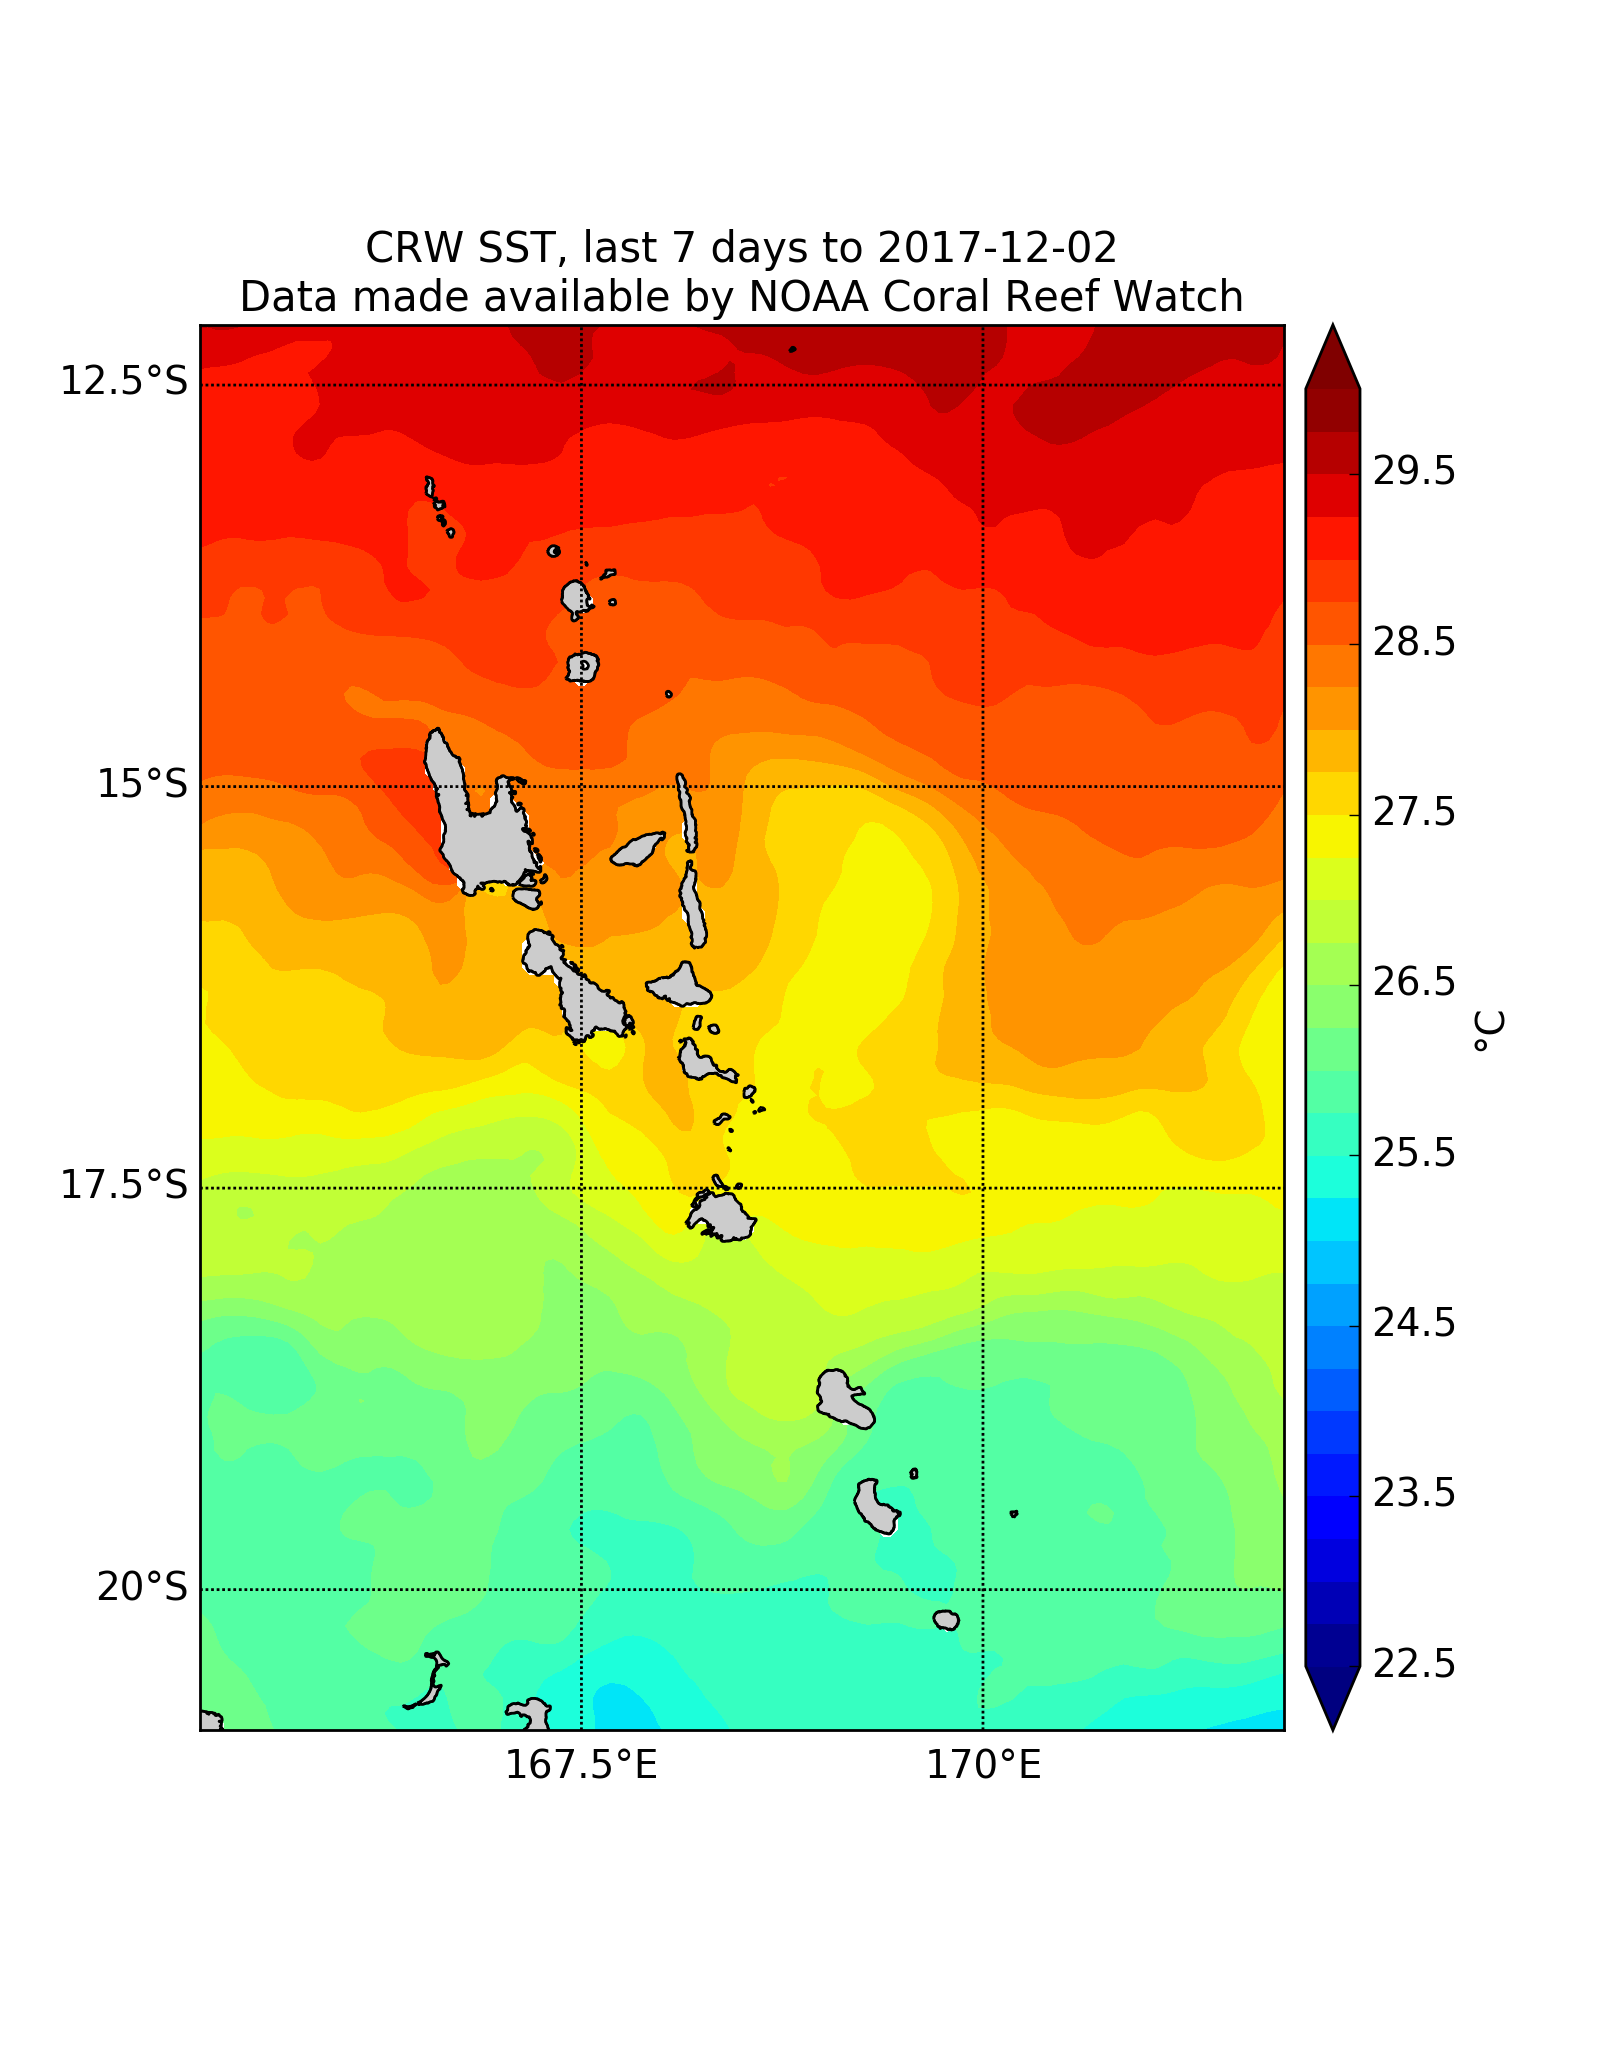 CRW SST, last 7 days to 2017-12-02
Data made available by NOAA Coral Reef Watch
12.5°S
15°S
17.5°S
20°S
167.5°E
170°E
29.5
28.5
27.5
26.5
25.5
24.5
23.5
22.5
°C